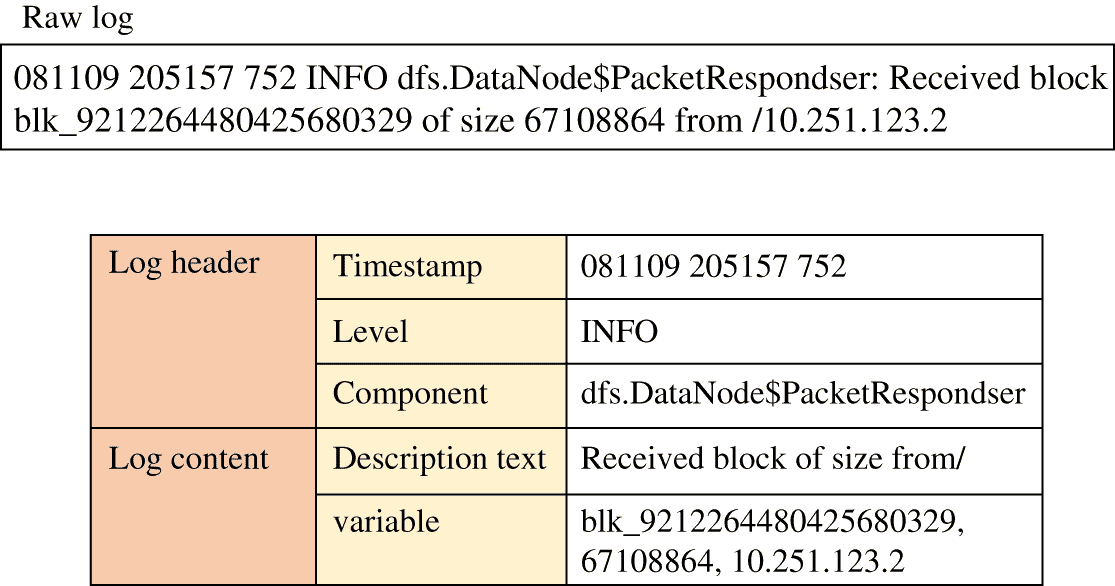 Raw log
081109 205157 752 INFO dfs.DataNode$PacketRespondser: Received block
blk_9212264480425680329 of size 67108864 from /10.251.123.2
Log header
Timestamp
081109 205157 752
Level
INFO
Component
dfs.DataNode$PacketRespondser
Log content
Description text
Received block of size from/
variable
blk_9212264480425680329,
67108864, 10.251.123.2